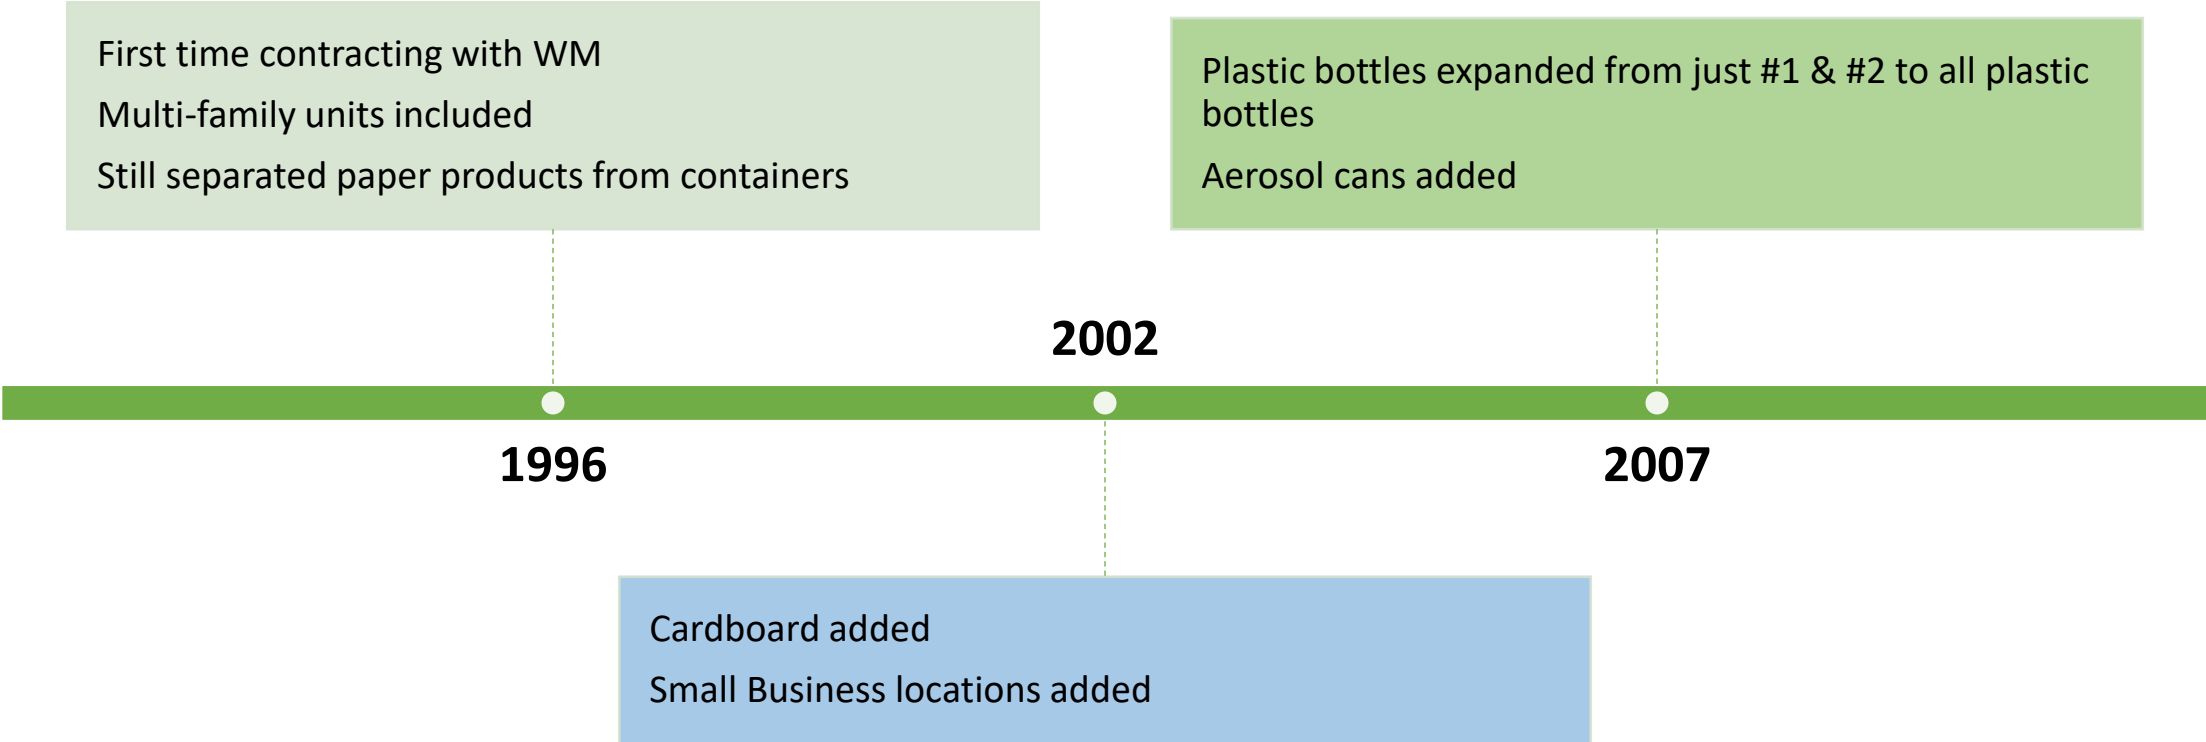 First time contracting with WM
Multi-family units included
Still separated paper products from containers
1996
2002
Cardboard added
Small Business locations added
Plastic bottles expanded from just #1 & #2 to all plastic
bottles
Aerosol cans added
2007